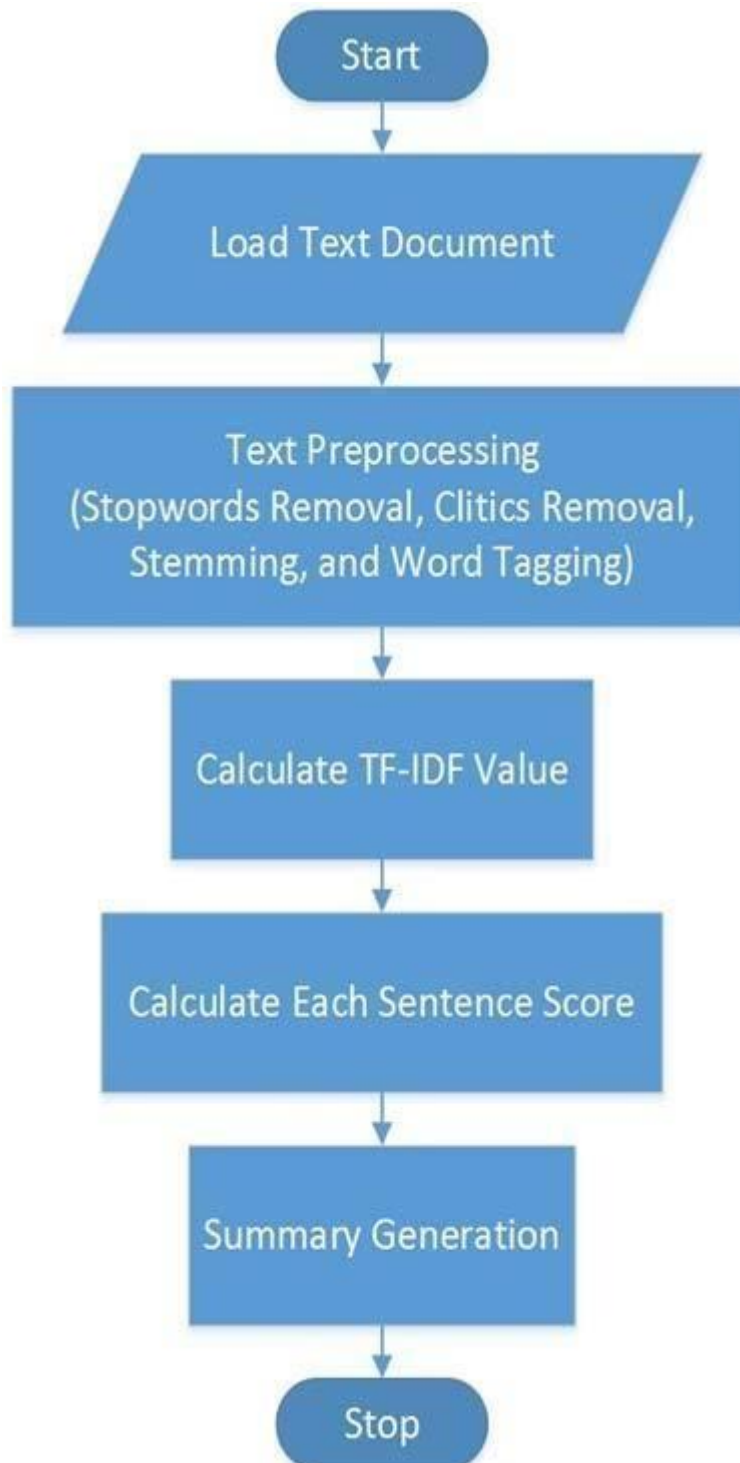 Start
Load Text Document
Text Preprocessing
(Stopwords Removal, Clitics Removal,
Stemming, and Word Tagging)
Calculate TF-IDF Value
Calculate Each Sentence Score
Summary Generation
Stop